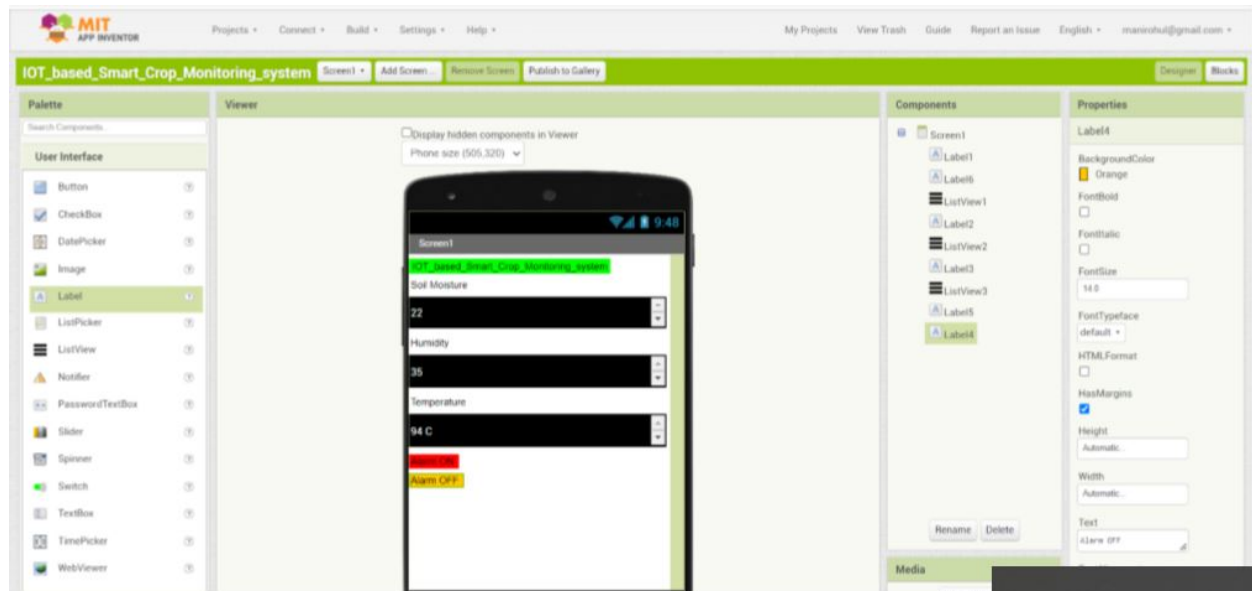 MIT
APP INVENTOR
Projects
Connect
Build
Settings
Help
My Projects
View Trash
Guide
Report an Issue
English
manirohul@gmail.com
IOT_based_Smart_Crop_Monitoring_system
Screen1
Add Screen ...
Remove Screen
Publish to Gallery
Designer
Blocks
Palette
Search Components...
User Interface
Button
CheckBox
DatePicker
Image
Label
ListPicker
ListView
Notifier
PasswordTextBox
Slider
Spinner
Switch
TextBox
TimePicker
WebViewer
Viewer
Display hidden components in Viewer
Phone size (505,320)
9:48
Screen1
IOT_based_Smart_Crop_Monitoring_system
Soil Moisture
22
Humidity
35
Temperature
94 C
Alarm ON
Alarm OFF
Components
Screen1
Label1
Label6
ListView1
Label2
ListView2
Label3
ListView3
Label5
Label4
Rename
Delete
Media
Properties
Label4
BackgroundColor
Orange
FontBold
FontItalic
FontSize
14.0
FontTypeface
default
HTMLFormat
HasMargins
Height
Automatic...
Width
Automatic...
Text
Alarm OFF